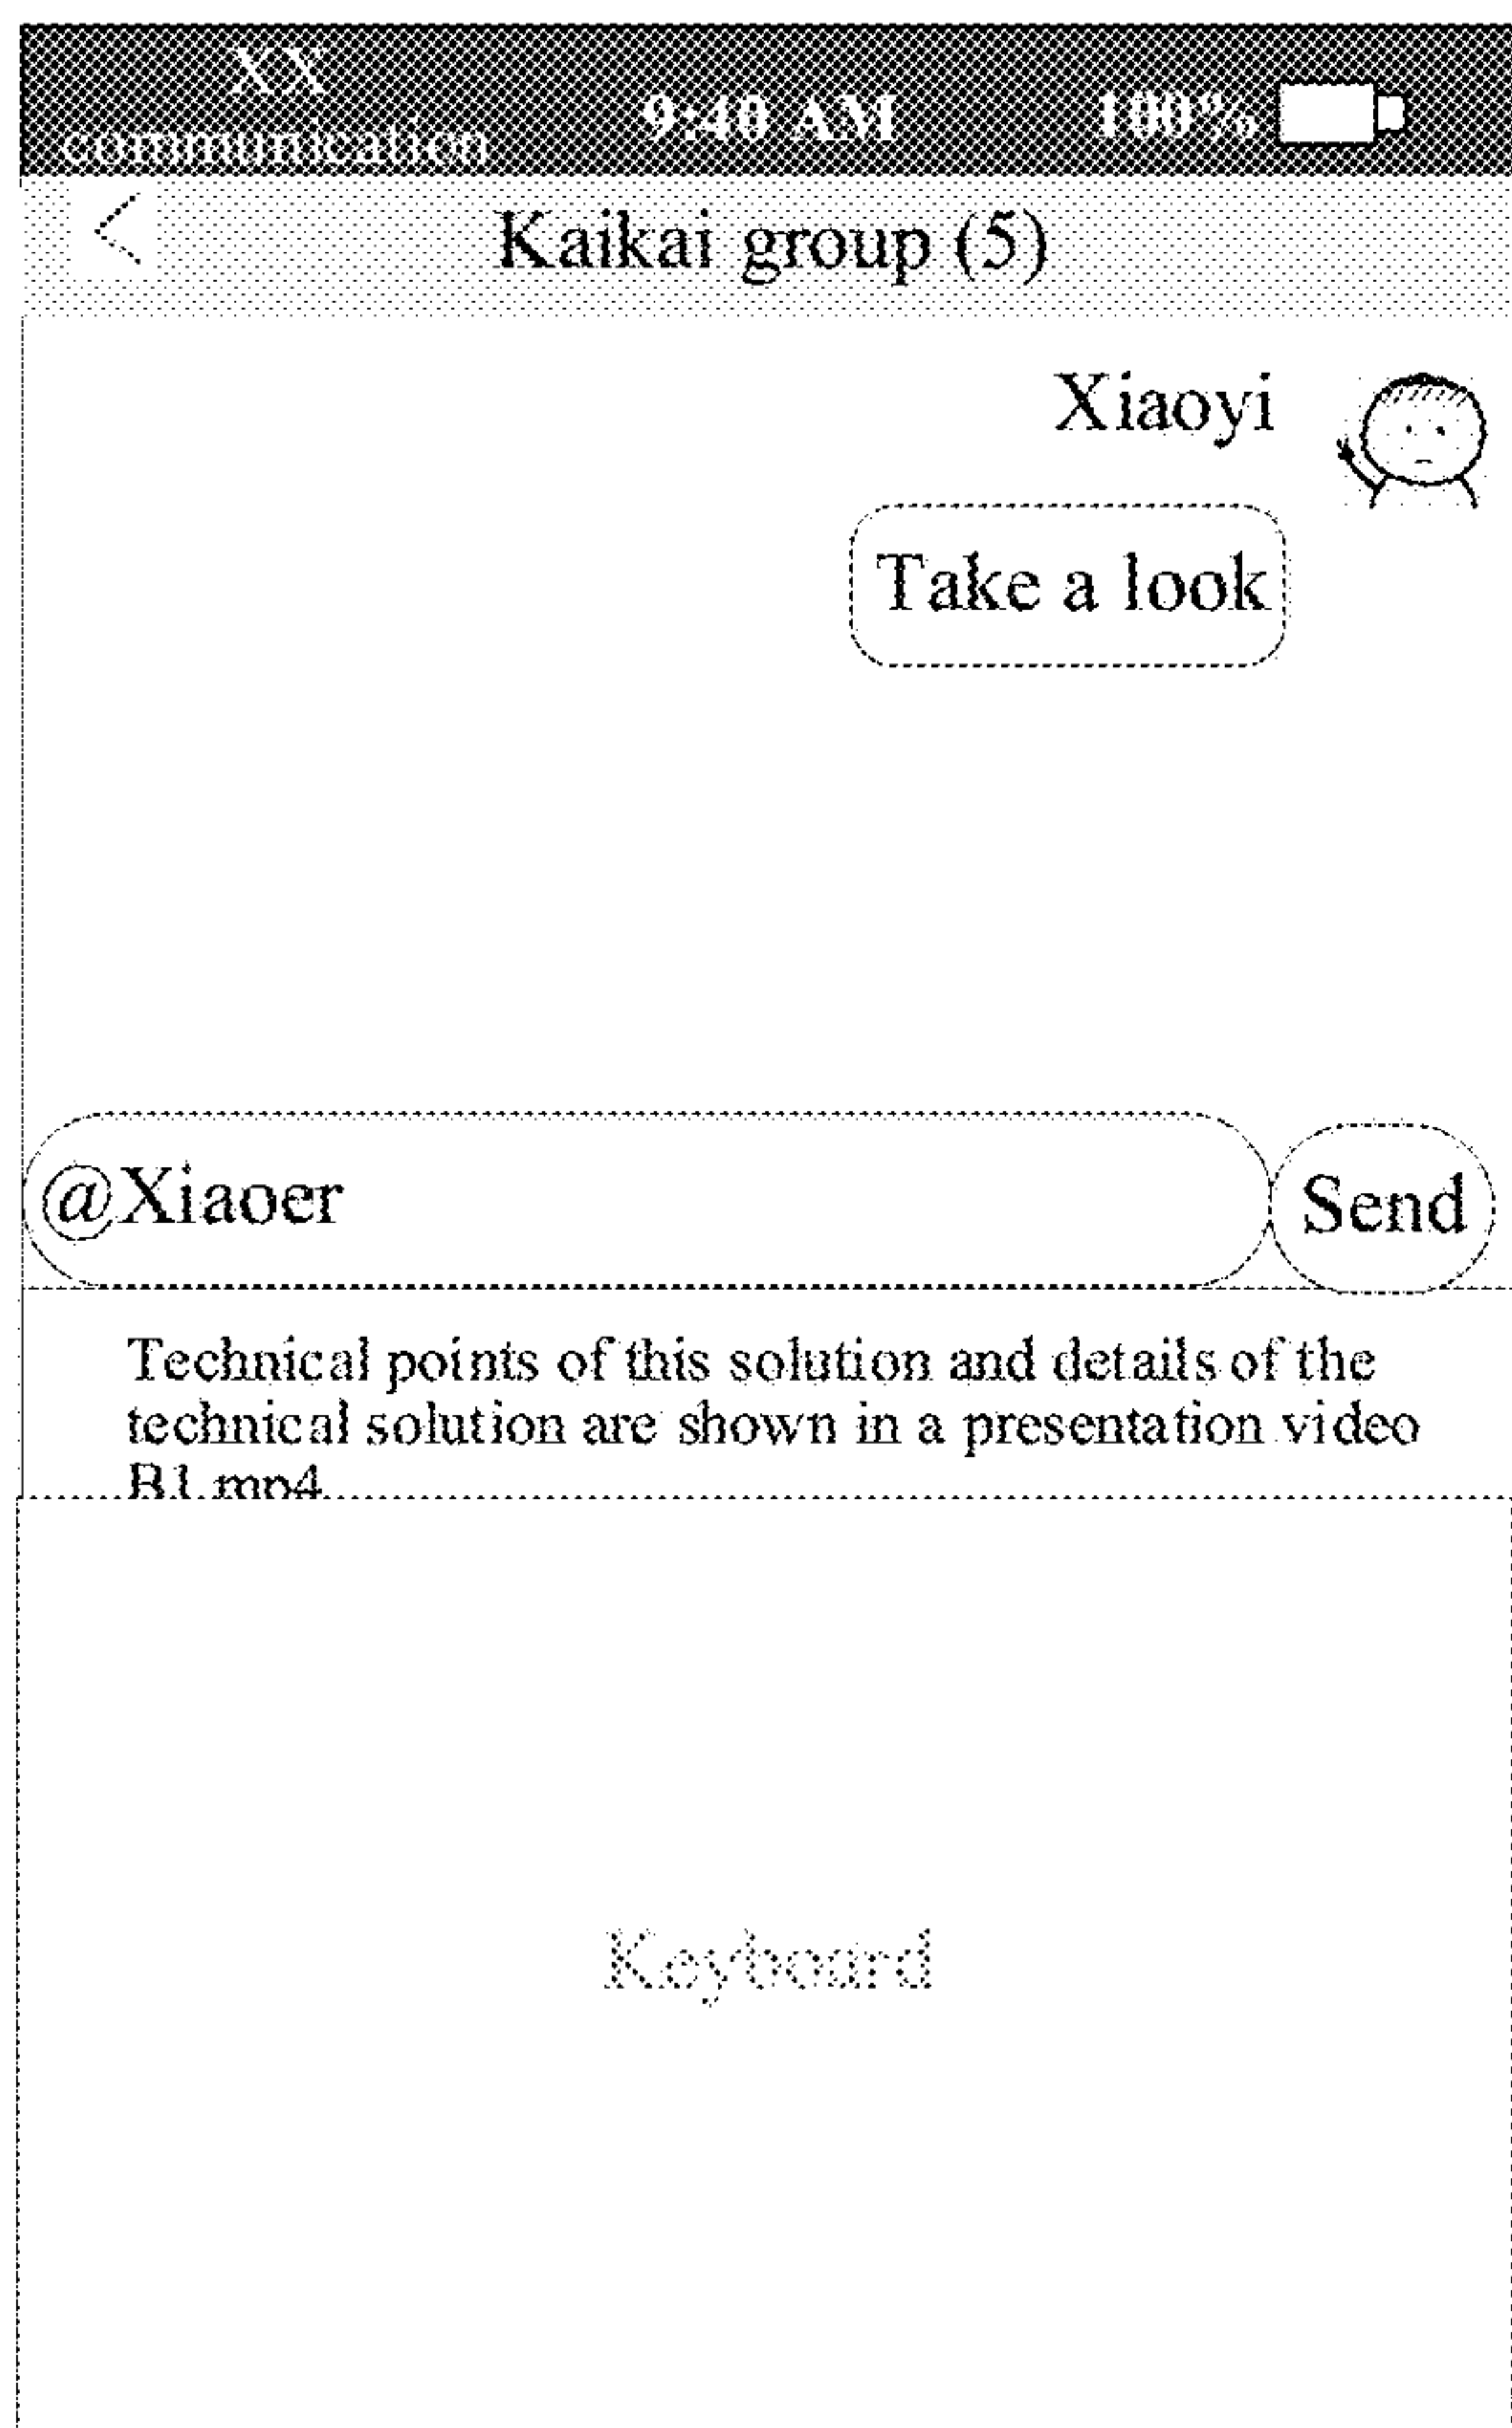 XX
communication
9:40 AM
100%
<
Kaikai group (5)
Xiaoyi
Take a look
@Xiaoer
Send
Technical points of this solution and details of the
technical solution are shown in a presentation video
B1.mp4
Keyboard